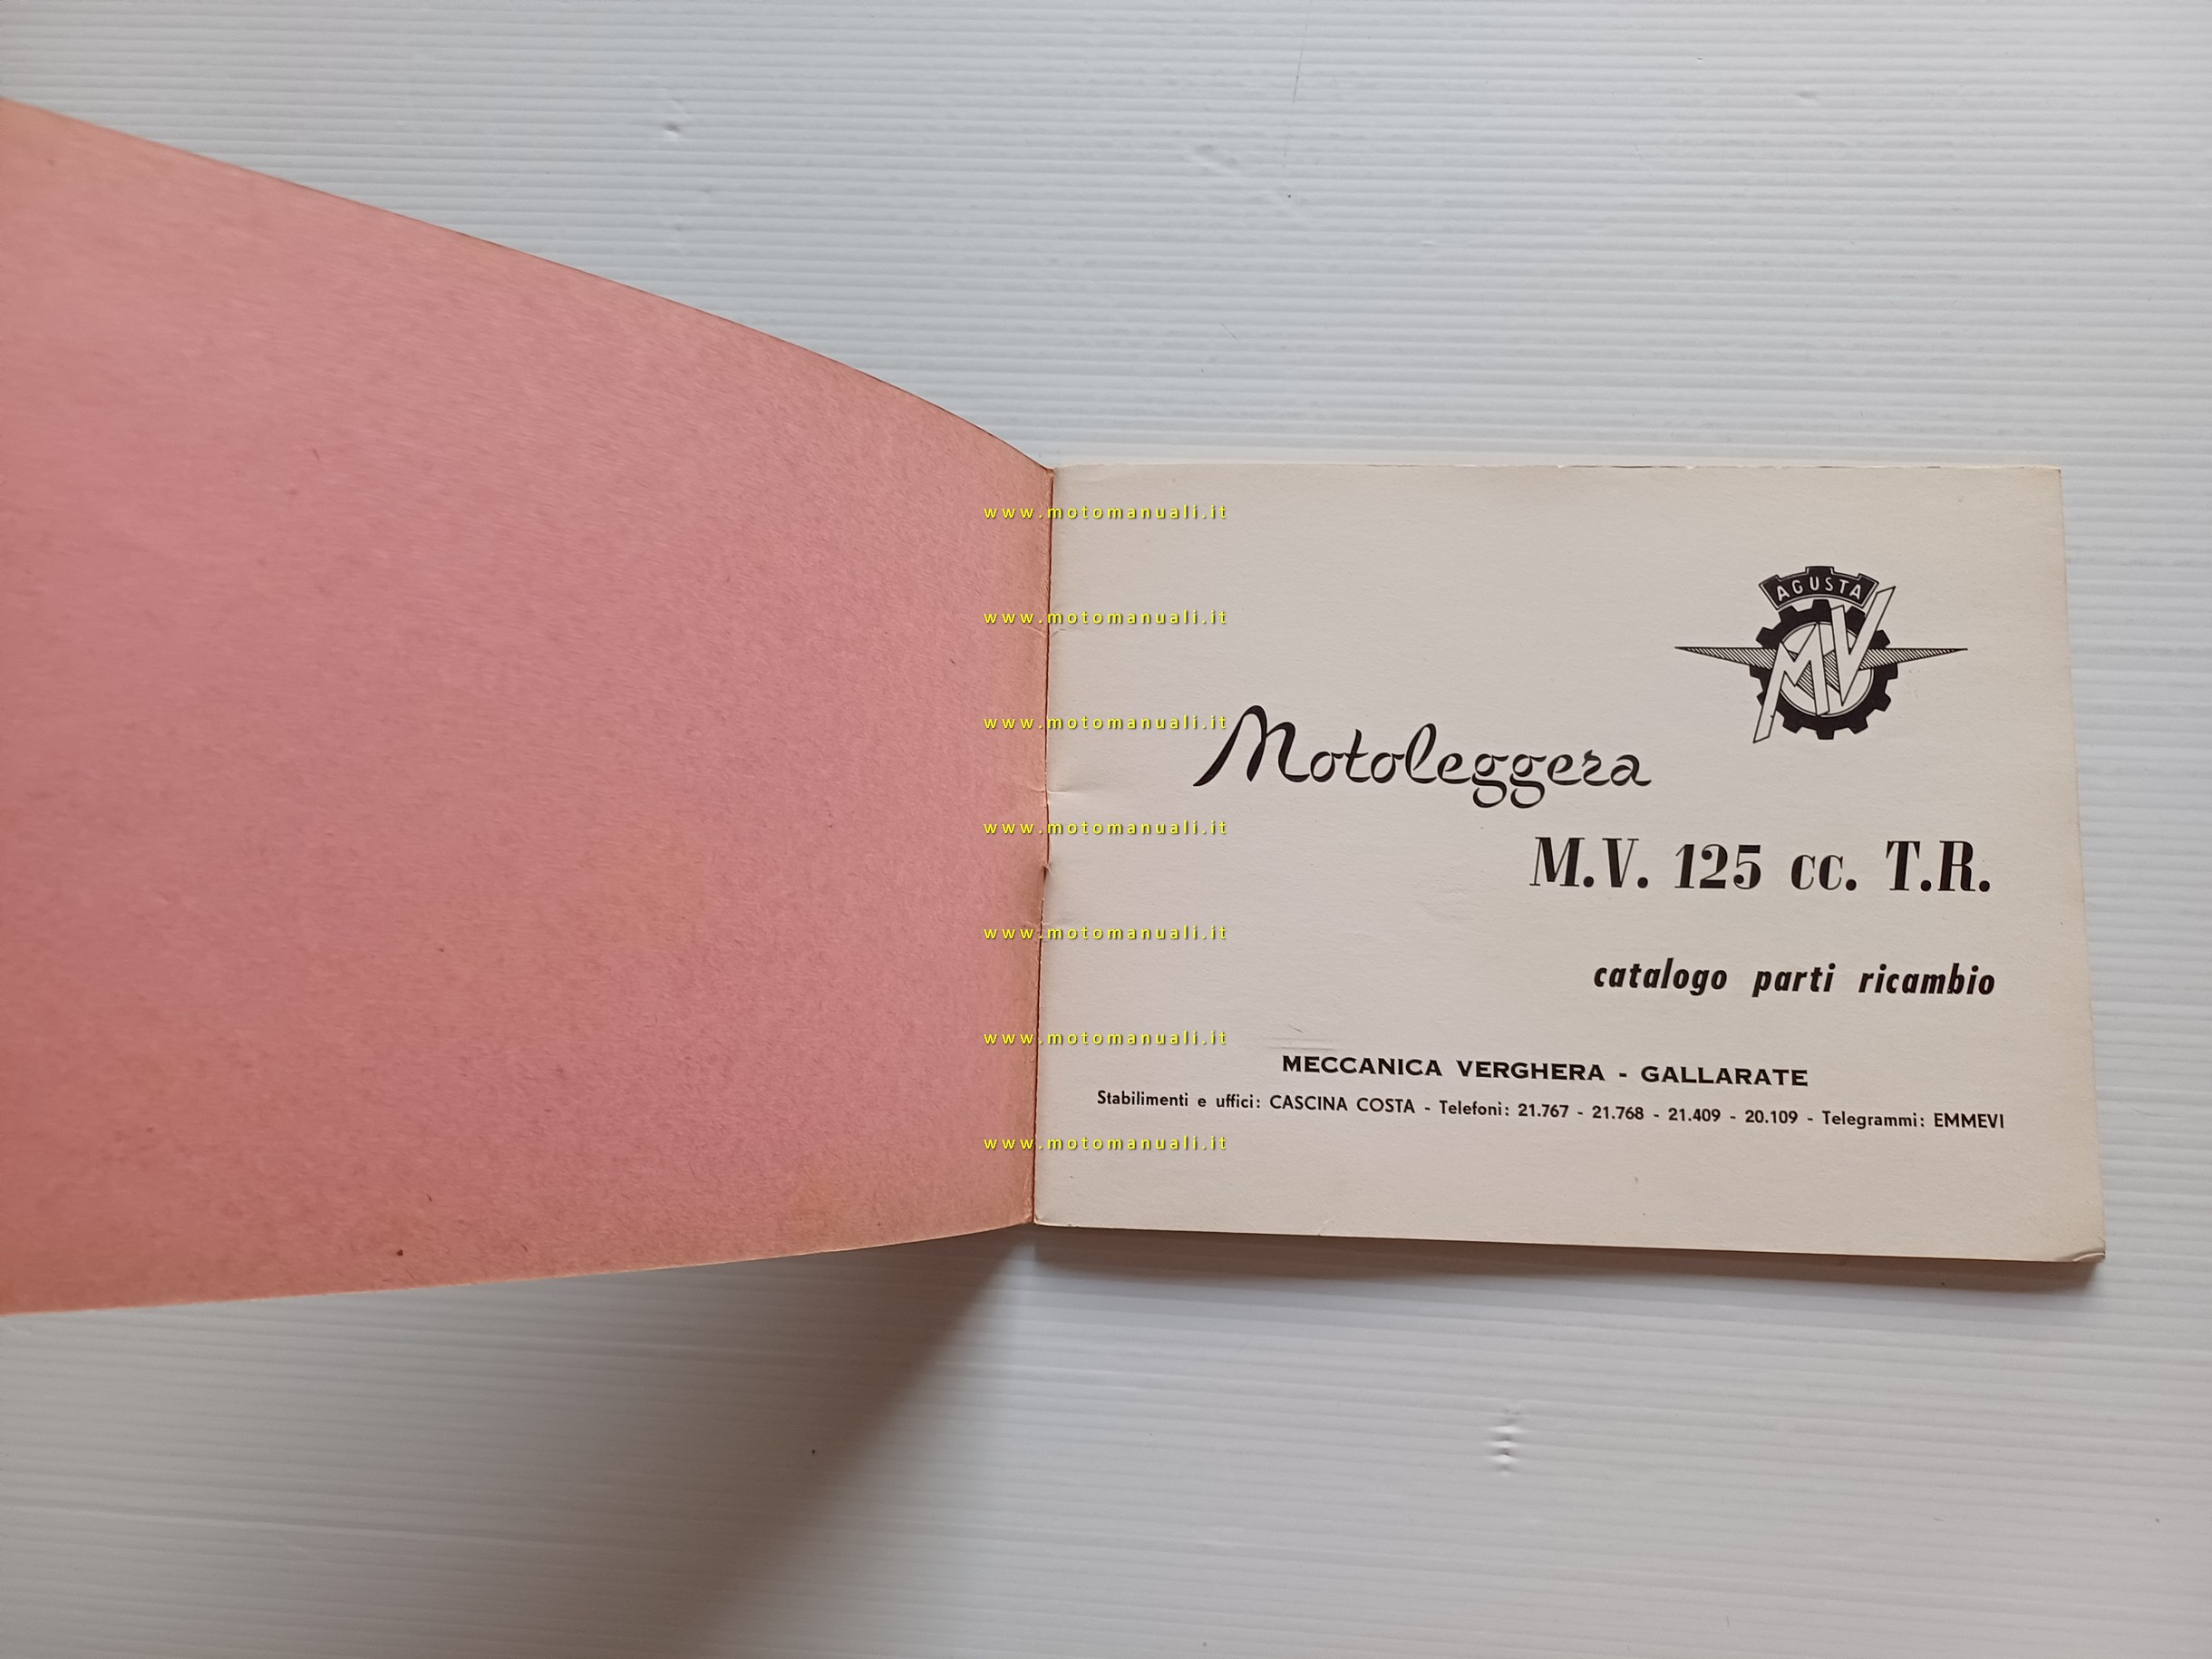 www.motomanuali.it
AGUSTA
MV
www.motomanuali.it
www.motomanuali.it
Motoleggera
www.motomanuali.it
M.V. 125 cc. T.R.
www.motomanuali.it
catalogo parti ricambio
www.motomanuali.it
MECCANICA VERGHERA - GALLARATE
Stabilimenti e uffici: CASCINA COSTA - Telefoni: 21.767 - 21.768 - 21.409 - 20.109 - Telegrammi: EMMEVI
www.motomanuali.it